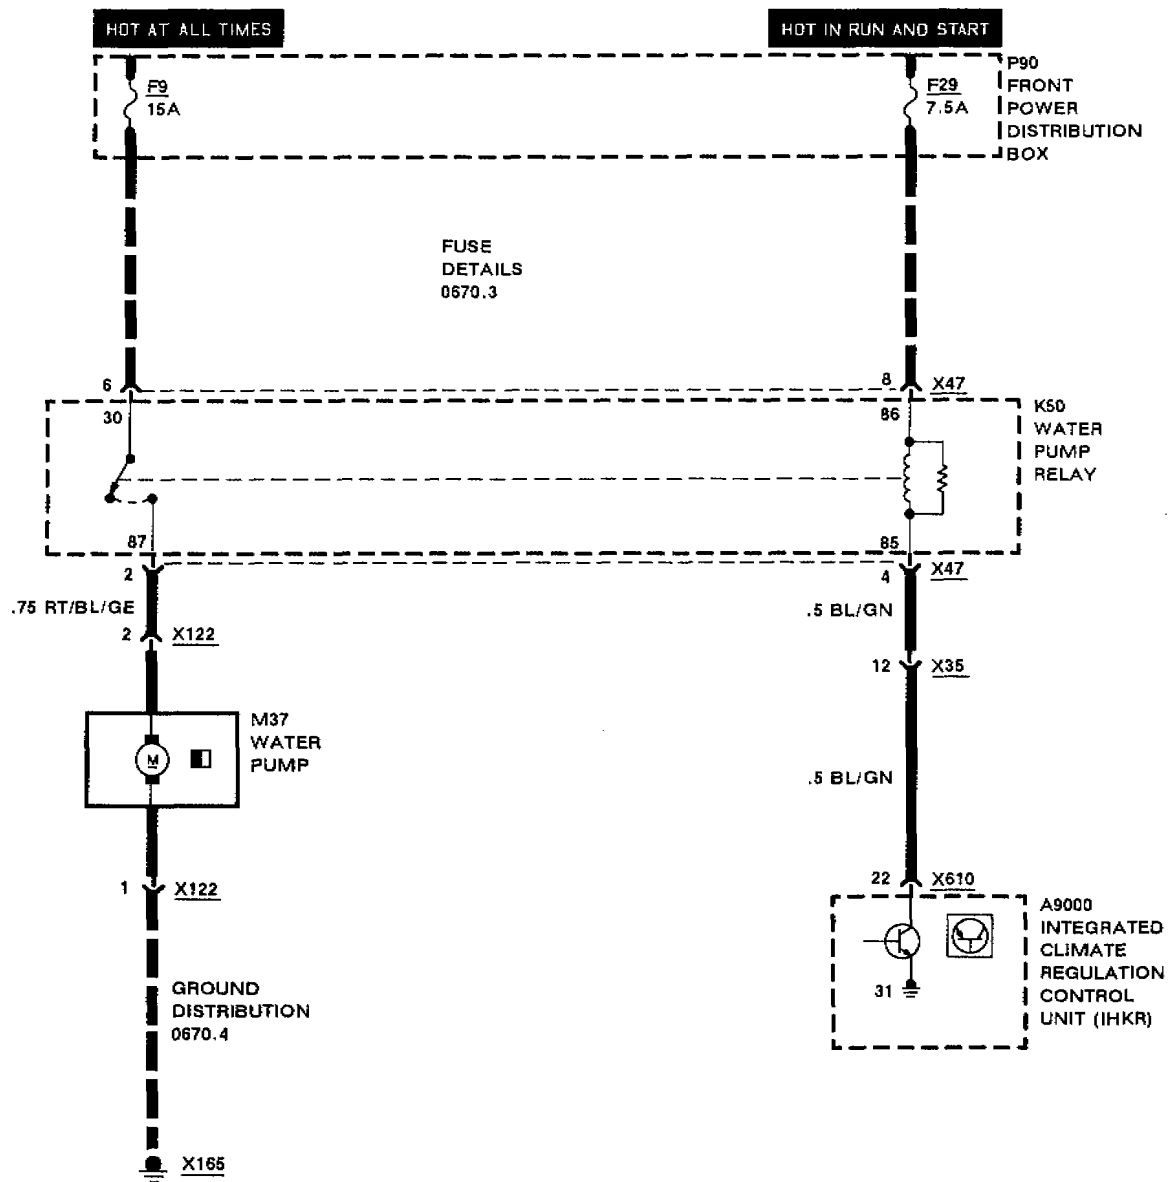 HOT AT ALL TIMES
HOT IN RUN AND START
F9
15A
F29
7.5A
P90
FRONT
POWER
DISTRIBUTION
BOX
FUSE
DETAILS
0670.3
6
8
X47
30
86
K50
WATER
PUMP
RELAY
87
85
2
4
X47
.75 RT/BL/GE
.5 BL/GN
2
X122
12
X35
M37
WATER
PUMP
M
.5 BL/GN
1
X122
22
X610
A9000
INTEGRATED
CLIMATE
REGULATION
CONTROL
UNIT (IHKR)
31
GROUND
DISTRIBUTION
0670.4
X165